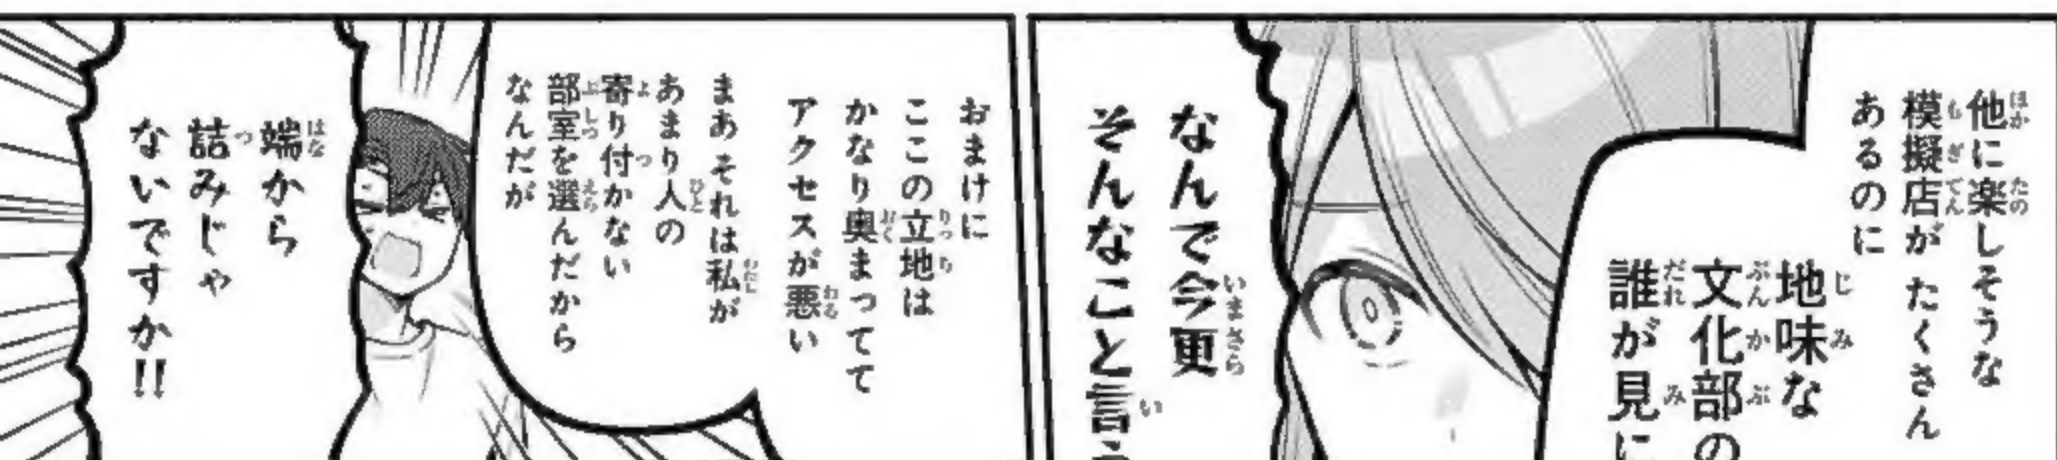 他に楽しそうな
模擬店が たくさん
あるのに
地味な
文化部の
誰が見に
なんで今更
そんなこと言う
おまけに
ここの立地は
かなり奥まってて
アクセスが悪い
まあ それは私が
あまり人の
寄り付かない
部室を選んだから
なんだが
端から
詰みじゃ
ないですか!!